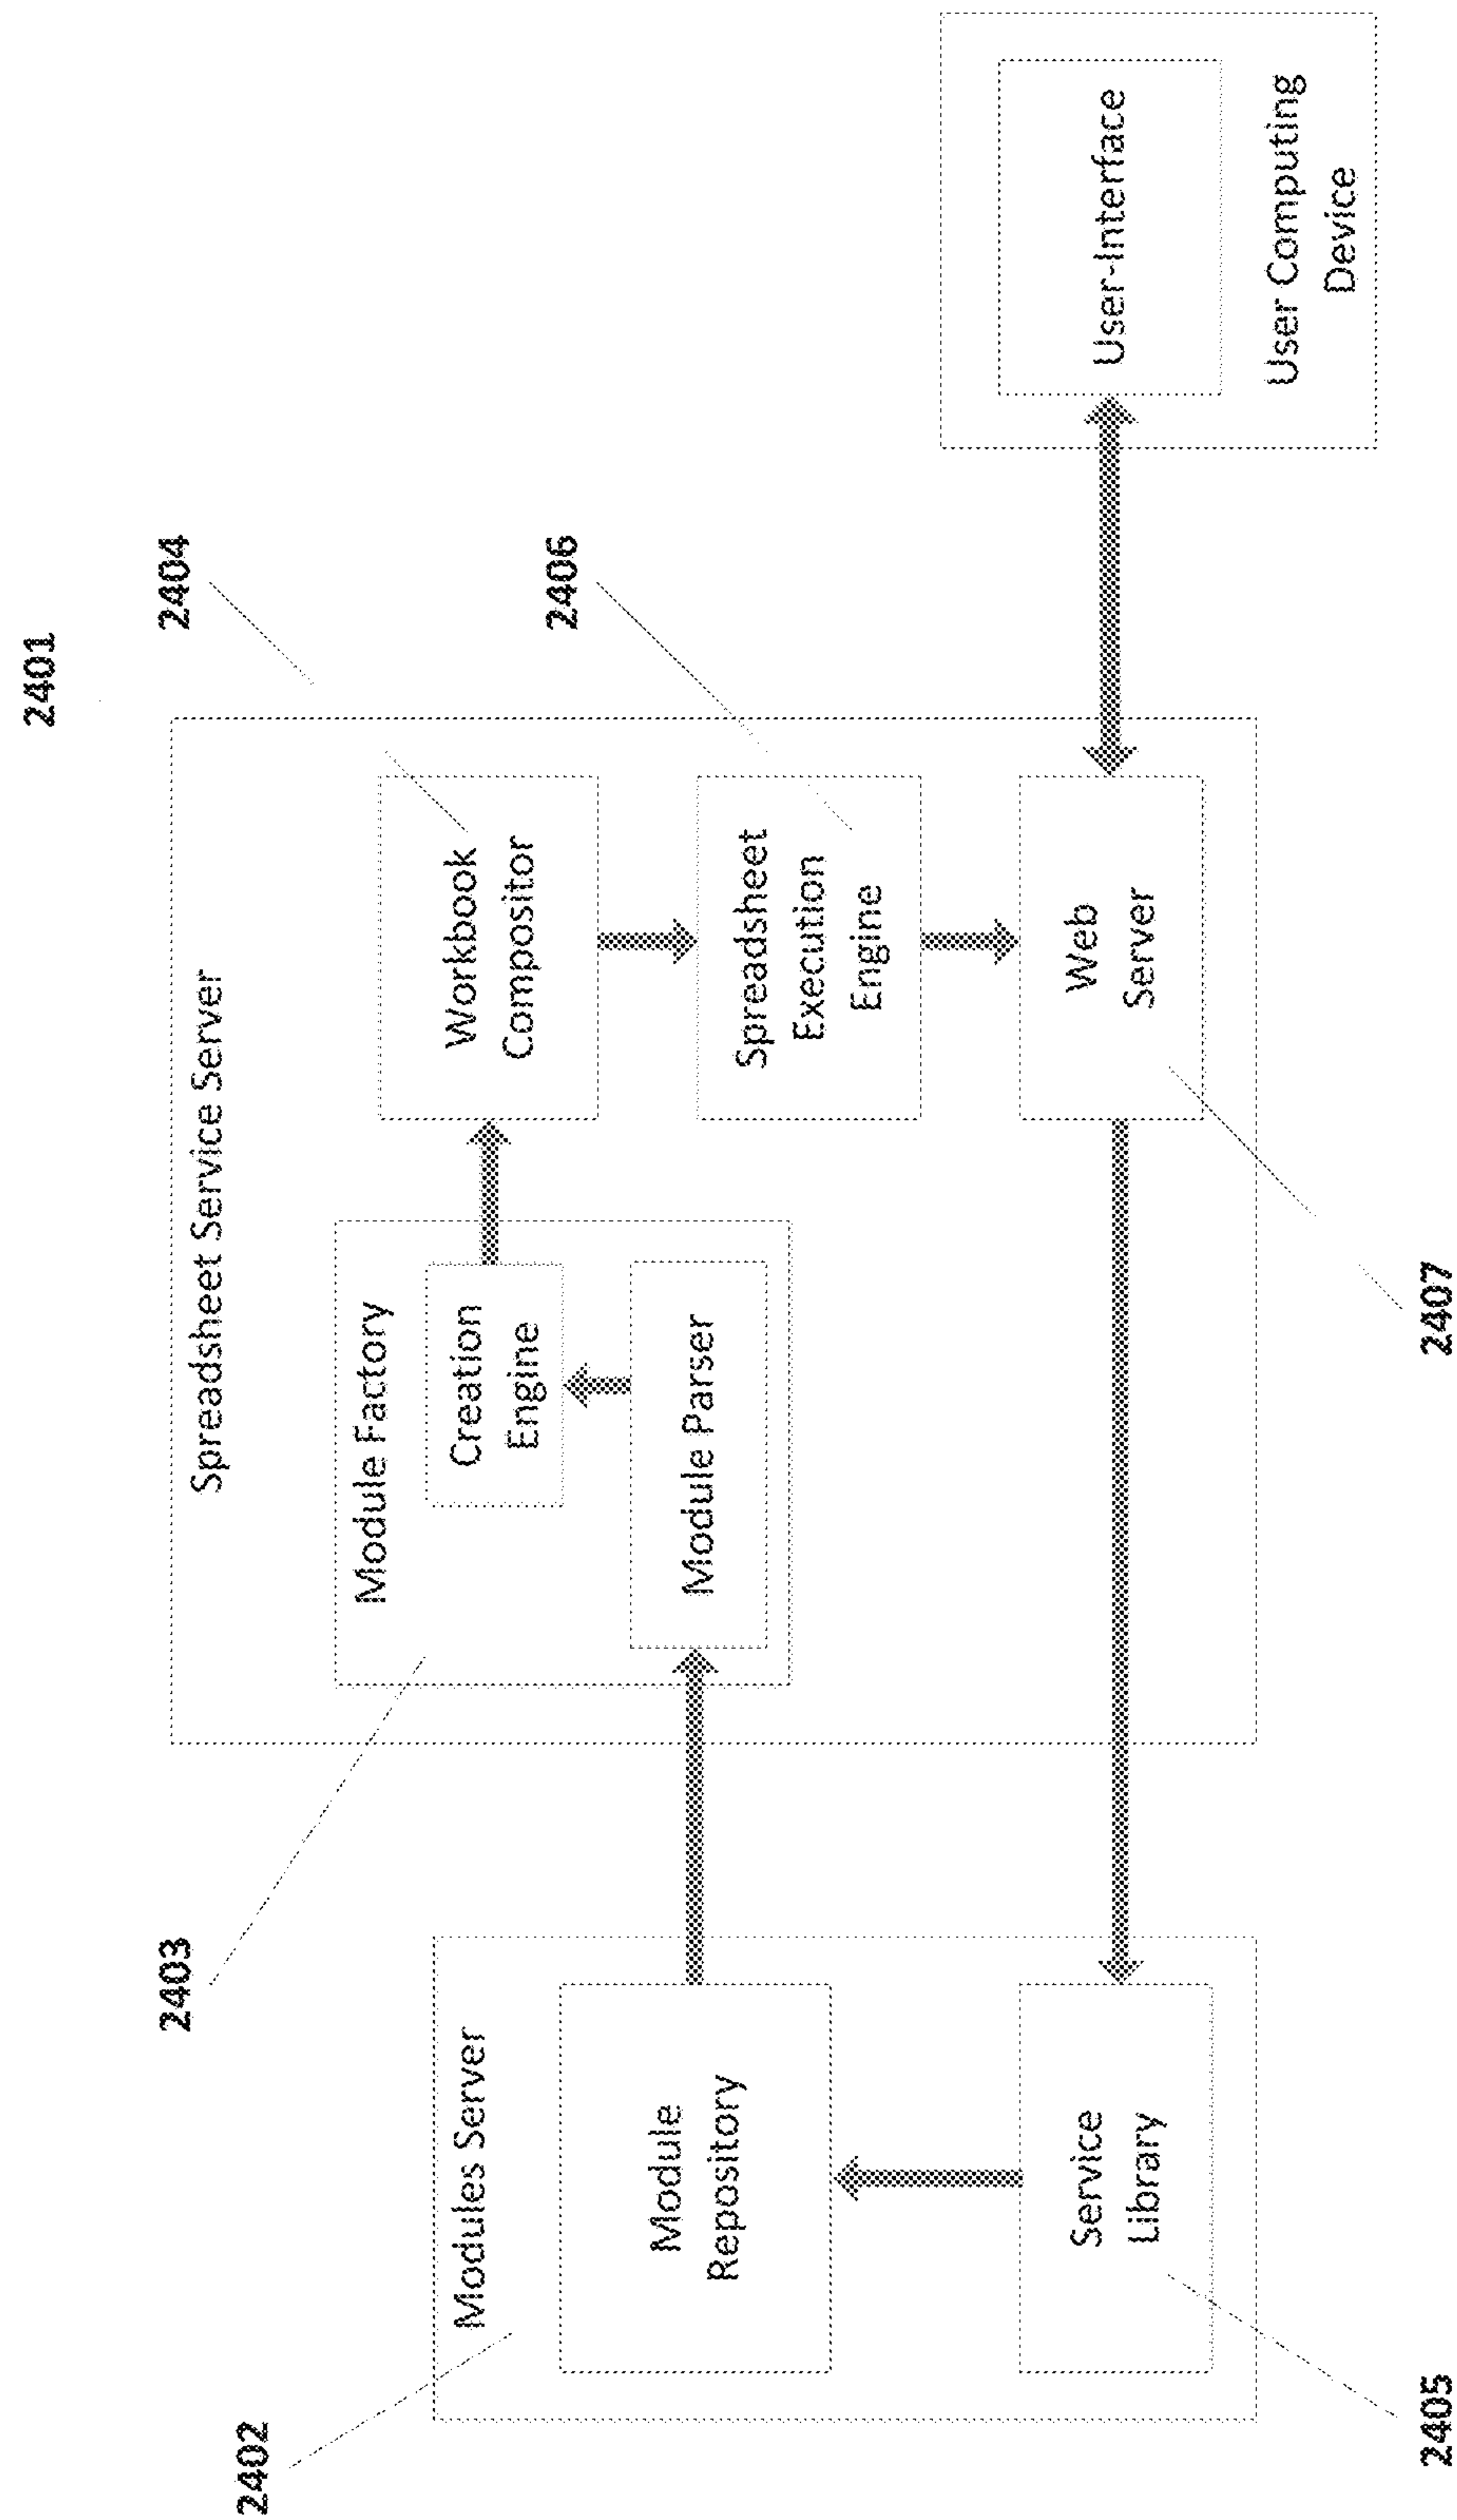 2401
2402
2403
2404
Spreadsheet Service Server
Modules Server
Module Factory
Creation
Engine
Workbook
Compositor
2406
Module
Repository
Module Parser
Spreadsheet
Execution
Engine
Service
Library
Web
Server
User-Interface
User Computing
Device
2405
2407